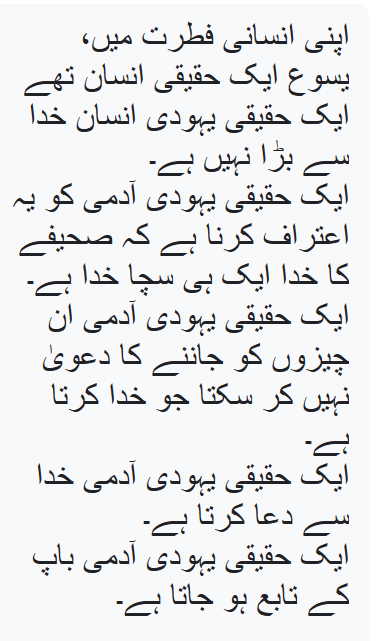 اپنی انسانی فطرت میں،
یسوع ایک حقیقی انسان تھے
ایک حقیقی یہودی انسان خدا
سے بڑا نہیں ہے۔
ایک حقیقی یہودی آدمی کو یہ
اعتراف کرنا ہے کہ صحیفے
کا خدا ایک ہی سچا خدا ہے۔
ایک حقیقی یہودی آدمی ان
چیزوں کو جاننے کا دعویٰ
نہیں کر سکتا جو خدا کرتا
ہے۔
ایک حقیقی یہودی آدمی خدا
سے دعا کرتا ہے۔
ایک حقیقی یہودی آدمی باپ
کے تابع ہو جاتا ہے۔